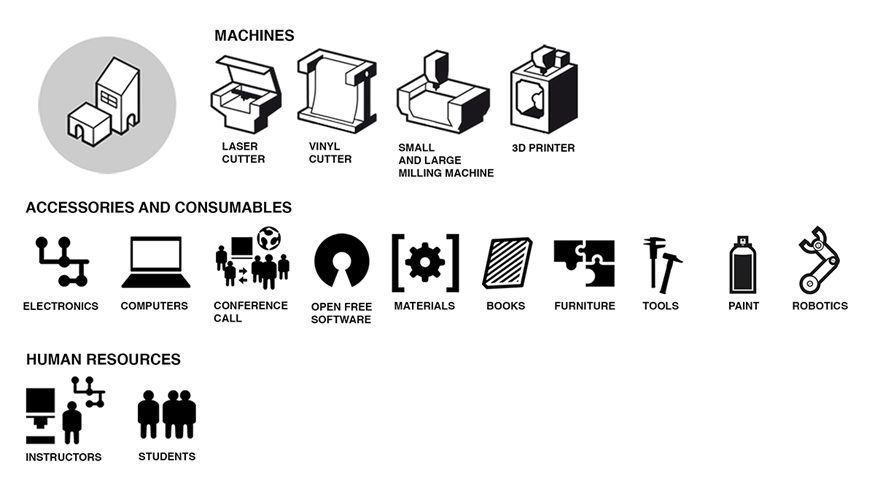 MACHINES
LASER
CUTTER
VINYL
CUTTER
SMALL
AND LARGE
MILLING MACHINE
3D PRINTER
ACCESSORIES AND CONSUMABLES
ELECTRONICS
COMPUTERS
CONFERENCE
CALL
OPEN FREE
SOFTWARE
MATERIALS
BOOKS
FURNITURE
TOOLS
PAINT
ROBOTICS
HUMAN RESOURCES
INSTRUCTORS
STUDENTS